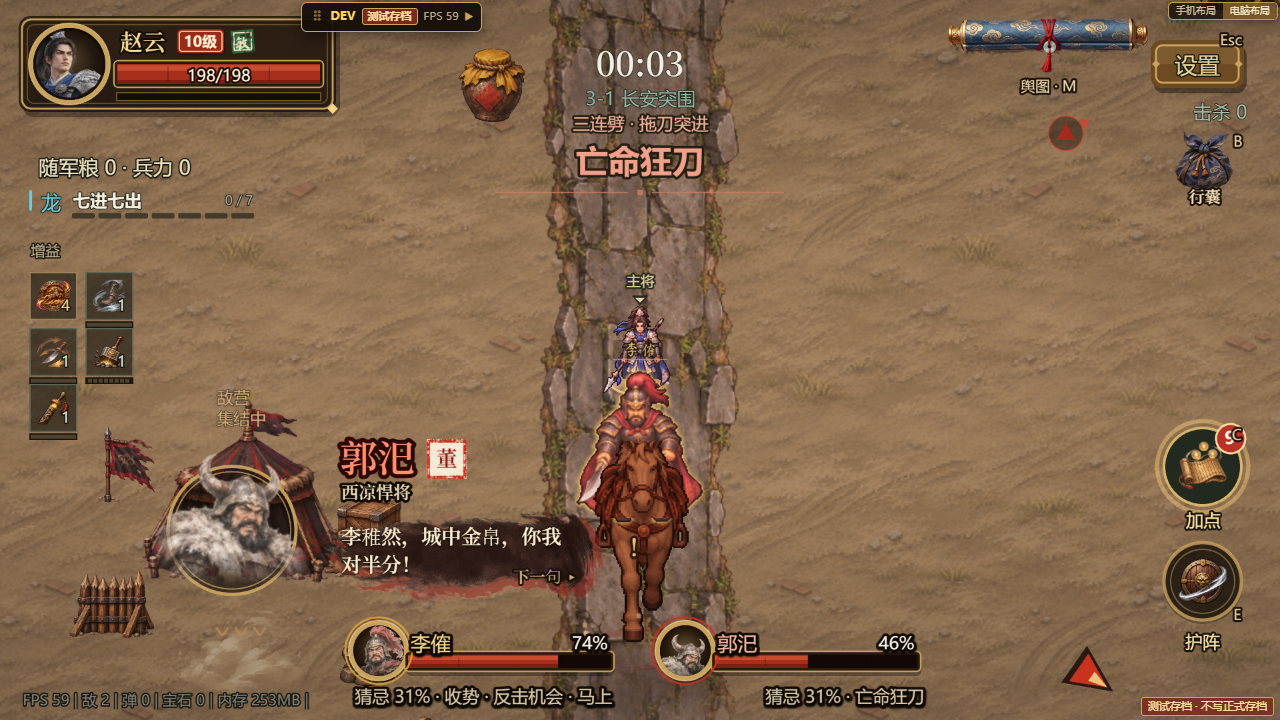 DEV 测试存档 FPS 59 ▶
手机布局 电脑布局
赵云 10级
198/198
00:03
3-1 长安突围
三连劈 · 拖刀突进
亡命狂刀
舆图 · M
Esc
设置
击杀 0
B
行囊
随军粮 0 · 兵力 0
龙 七进七出 0/7
增益
4
1
1
1
1
主将
李傕
敌营
集结中
郭汜 董
西凉悍将
李稚然，城中金帛，你我
对半分！
下一句 ▸
!
C
加点
E
护阵
李傕 74%
猜忌 31% · 收势 · 反击机会 · 马上
郭汜 46%
猜忌 31% · 亡命狂刀
FPS 59 | 敌 2 | 弹 0 | 宝石 0 | 内存 253MB |
测试存档 · 不写正式存档